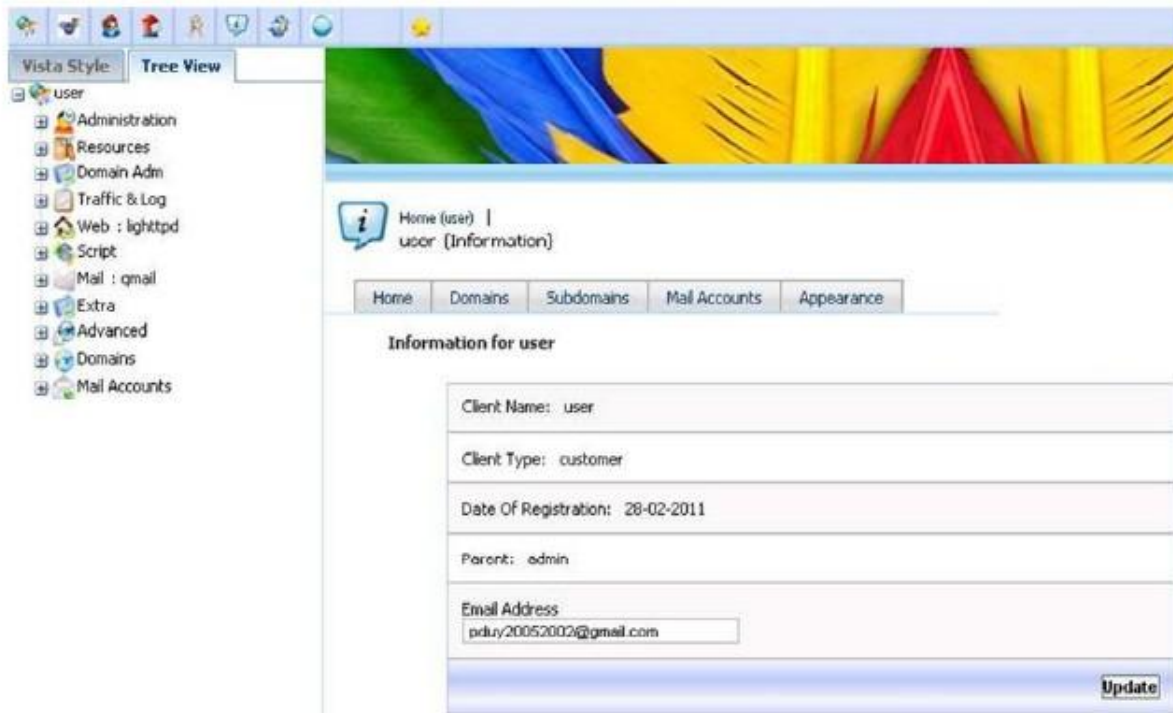 Vista Style Tree View
user
Administration
Resources
Domain Adm
Traffic & Log
Web : lighttpd
Script
Mail : qmail
Extra
Advanced
Domains
Mail Accounts
Home (user) |
user {Information}
Home Domains Subdomains Mail Accounts Appearance
Information for user
Client Name: user
Client Type: customer
Date Of Registration: 28-02-2011
Parent: admin
Email Address
pduy20052002@gmail.com
Update